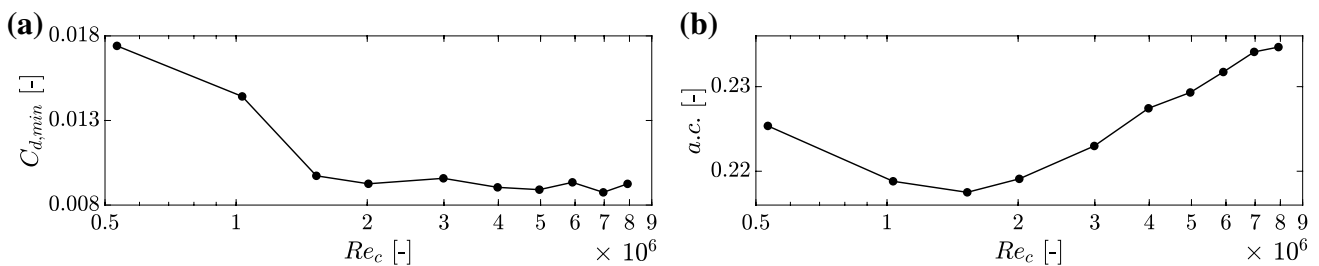 (a)
0.018
0.013
0.008
C_{d,min} [-]
0.5 1 2 3 4 5 6 7 8 9
Re_c [-]
× 10^6
(b)
0.23
0.22
a.c. [-]
0.5 1 2 3 4 5 6 7 8 9
Re_c [-]
× 10^6